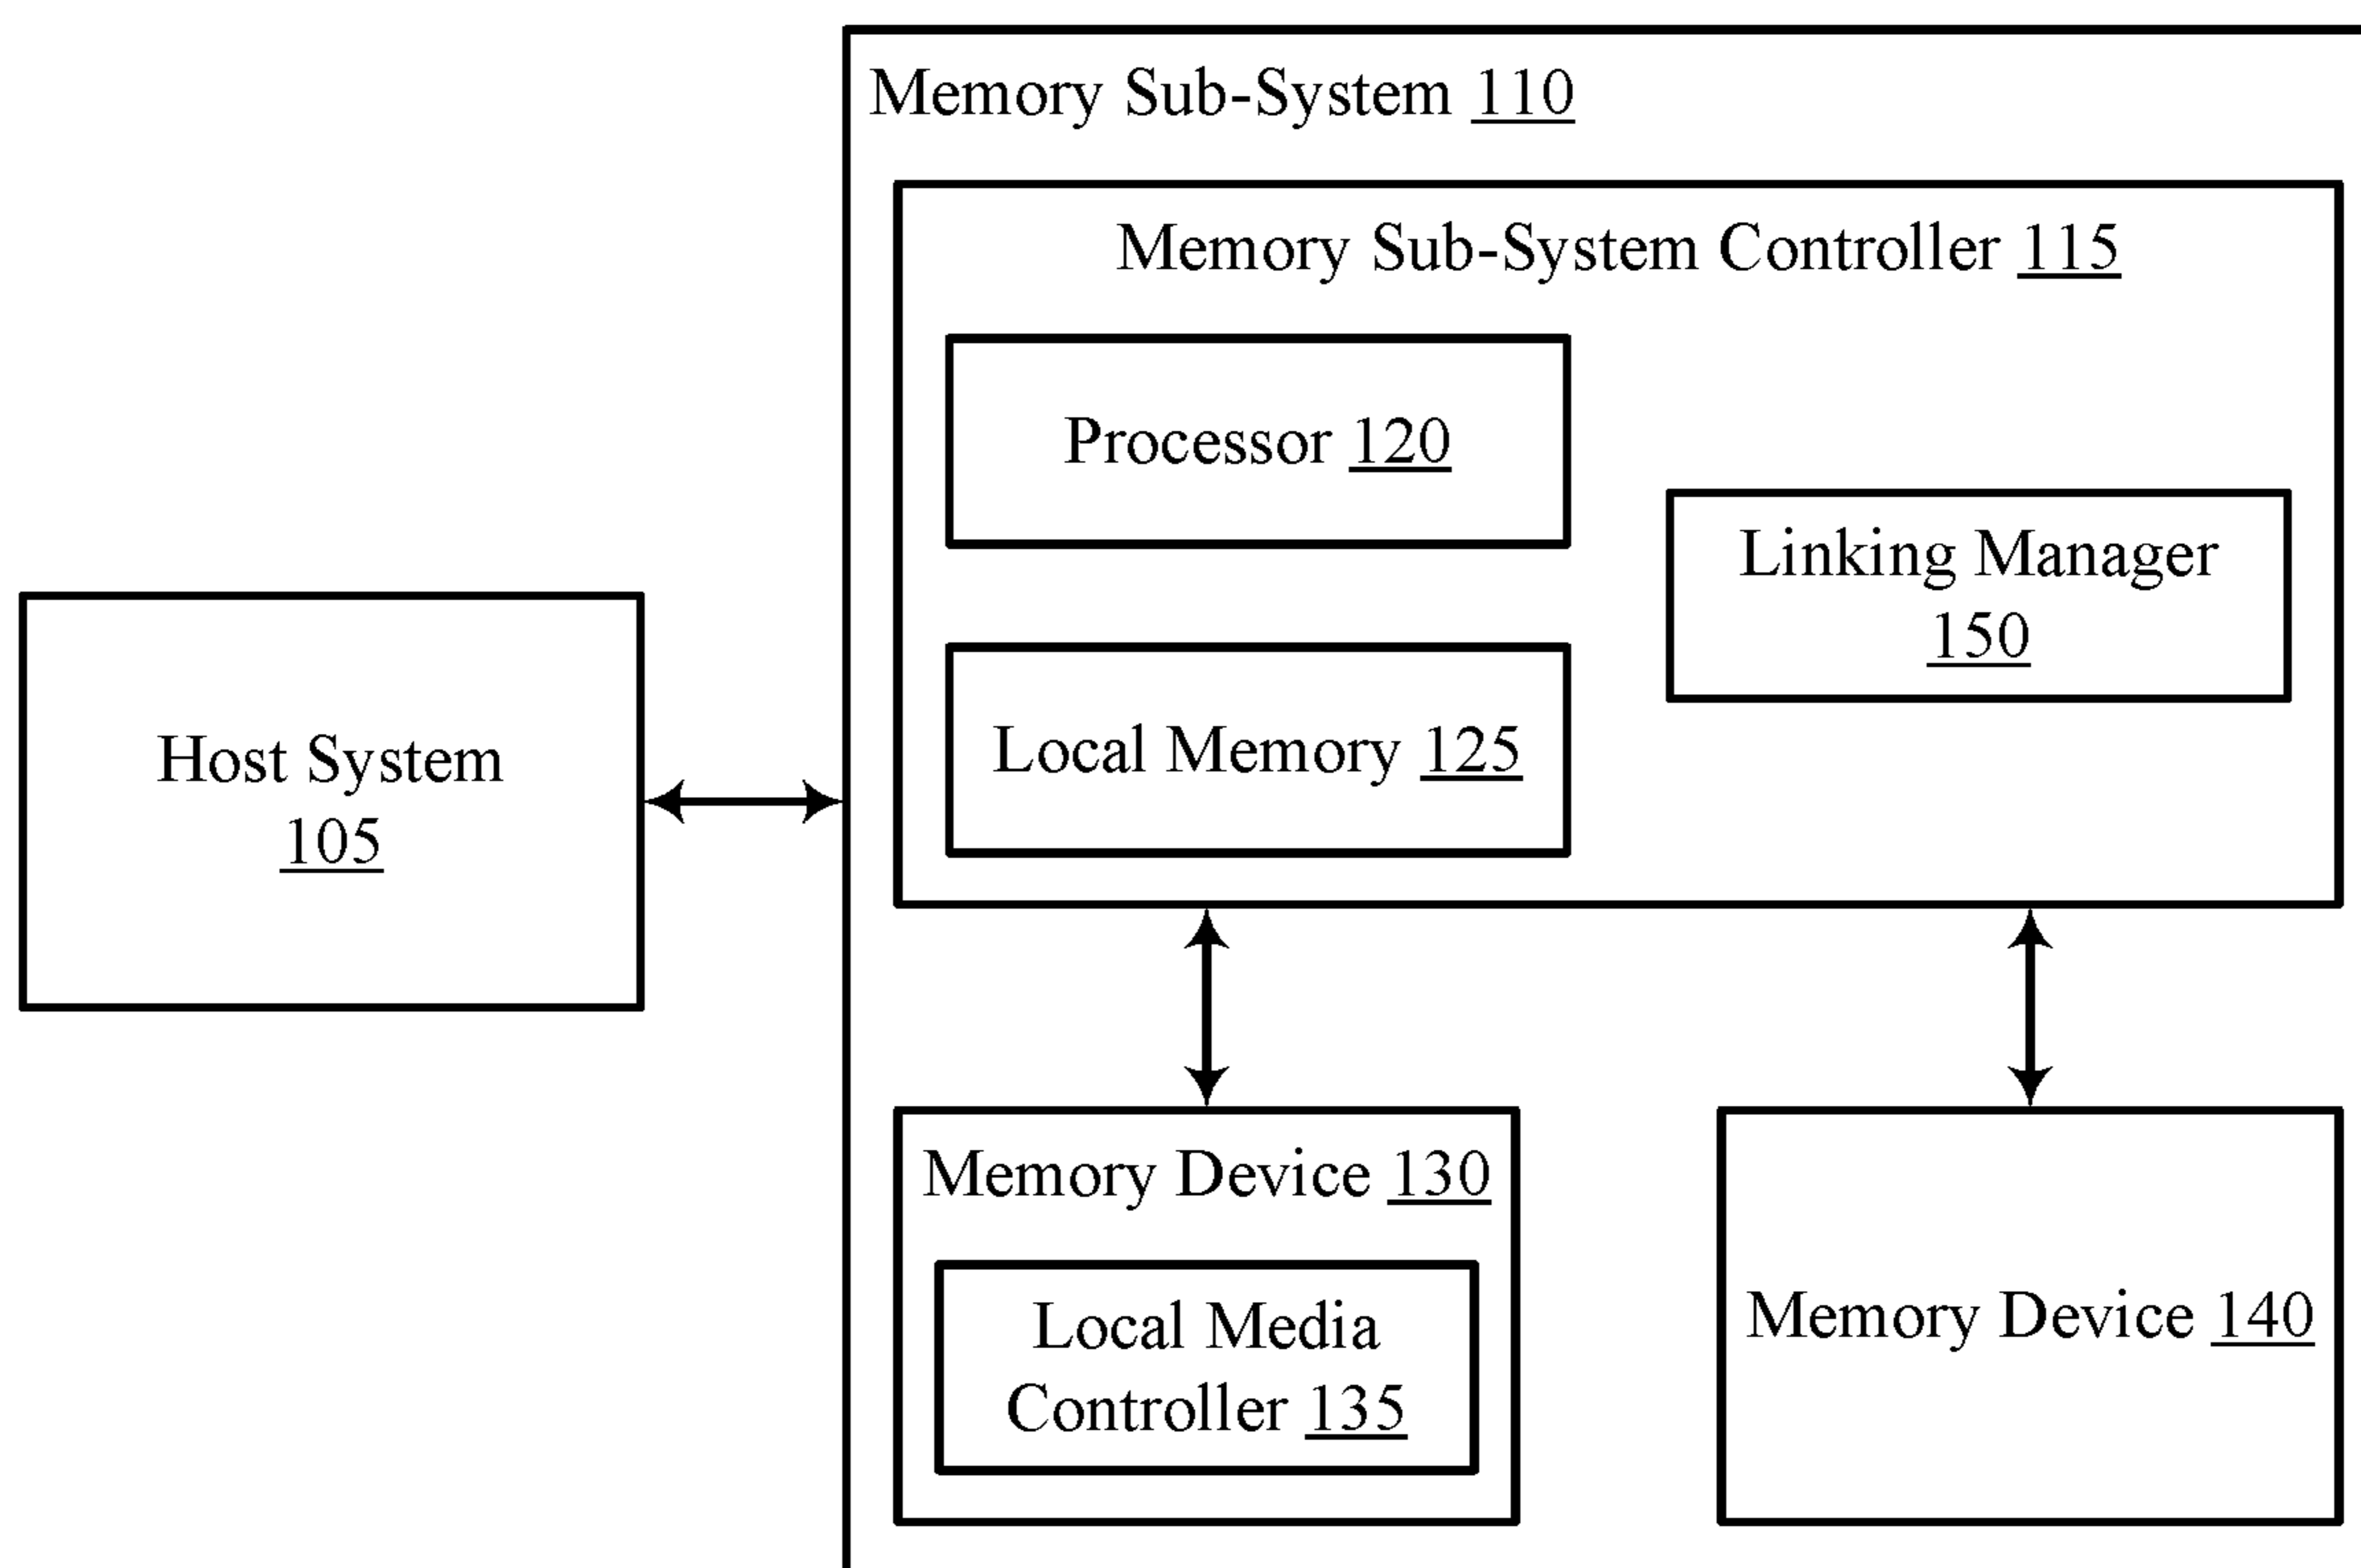 Memory Sub-System 110
Memory Sub-System Controller 115
Processor 120
Linking Manager
150
Local Memory 125
Host System
105
Memory Device 130
Local Media
Controller 135
Memory Device 140